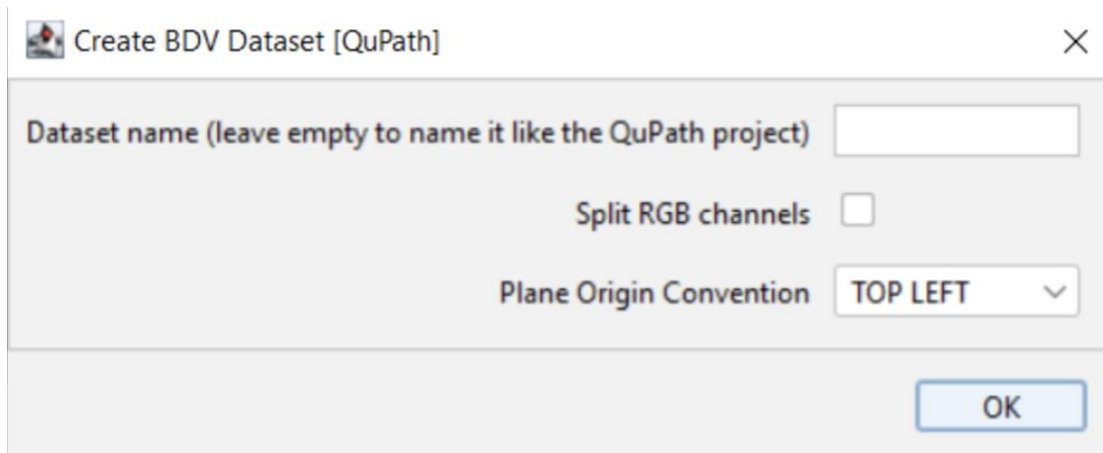 Create BDV Dataset [QuPath]
Dataset name (leave empty to name it like the QuPath project)
Split RGB channels
Plane Origin Convention TOP LEFT
OK